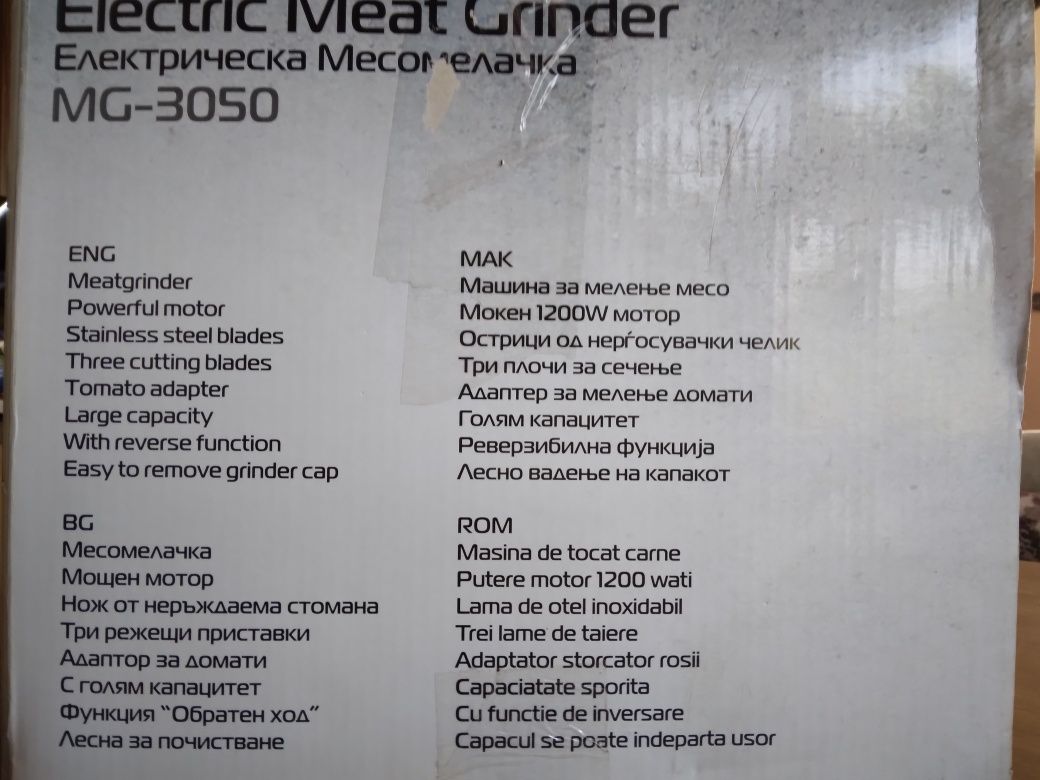 Electric Meat Grinder
Електрическа Месомелачка
MG-3050
ENG
Meatgrinder
Powerful motor
Stainless steel blades
Three cutting blades
Tomato adapter
Large capacity
With reverse function
Easy to remove grinder cap
МАК
Машина за мелење месо
Мокен 1200W мотор
Острици од нерѓосувачки челик
Три плочи за сечење
Адаптер за мелење домати
Голям капацитет
Реверзибилна функција
Лесно вадење на капакот
BG
Месомелачка
Мощен мотор
Нож от неръждаема стомана
Три режещи приставки
Адаптор за домати
С голям капацитет
Функция “Обратен ход”
Лесна за почистване
ROM
Masina de tocat carne
Putere motor 1200 wati
Lama de otel inoxidabil
Trei lame de taiere
Adaptator storcator rosii
Capaciatate sporita
Cu functie de inversare
Capacul se poate indeparta usor